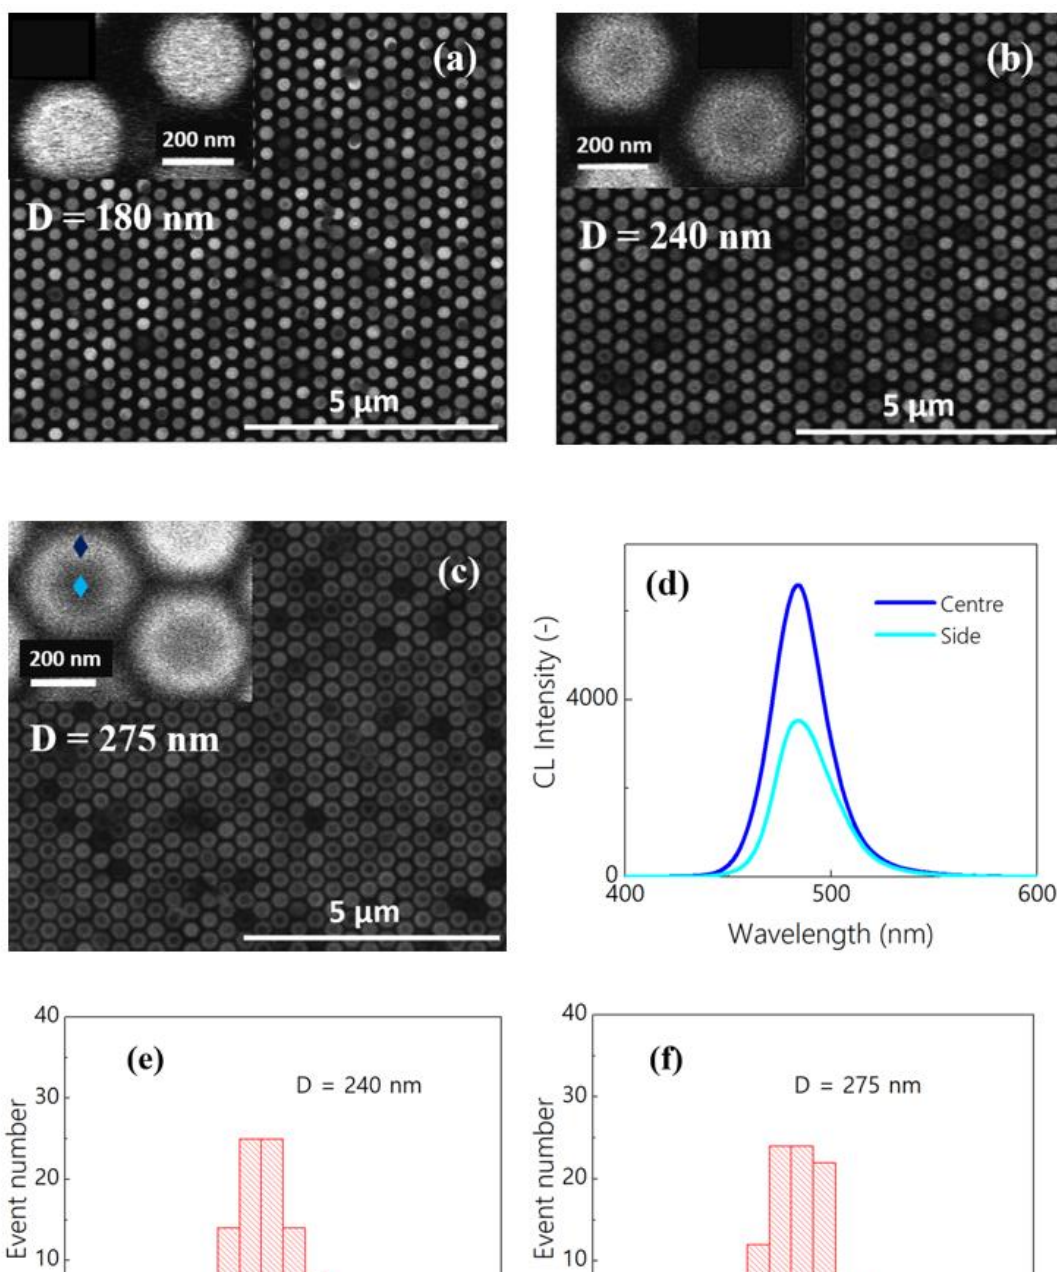 (a)
200 nm
D = 180 nm
5 µm
(b)
200 nm
D = 240 nm
5 µm
(c)
200 nm
D = 275 nm
5 µm
(d)
Centre
Side
CL Intensity (-)
4000
0
400
500
600
Wavelength (nm)
40
(e)
D = 240 nm
30
Event number
20
10
40
(f)
D = 275 nm
30
Event number
20
10